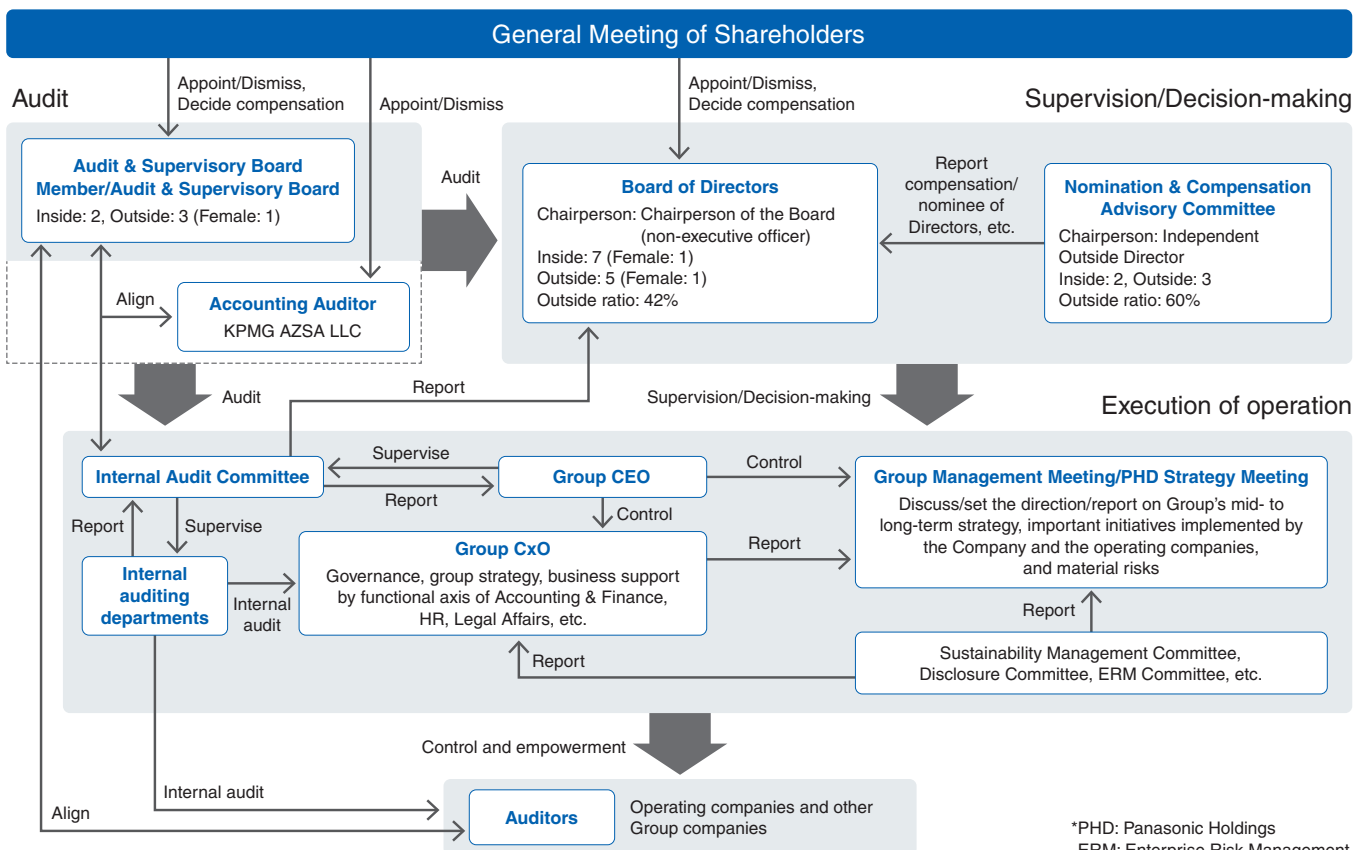 General Meeting of Shareholders
Appoint/Dismiss,
Decide compensation
Appoint/Dismiss
Appoint/Dismiss,
Decide compensation
Audit
Supervision/Decision-making
Audit & Supervisory Board
Member/Audit & Supervisory Board
Inside: 2, Outside: 3 (Female: 1)
Audit
Board of Directors
Chairperson: Chairperson of the Board
(non-executive officer)
Inside: 7 (Female: 1)
Outside: 5 (Female: 1)
Outside ratio: 42%
Report
compensation/
nominee of
Directors, etc.
Nomination & Compensation
Advisory Committee
Chairperson: Independent
Outside Director
Inside: 2, Outside: 3
Outside ratio: 60%
Align
Accounting Auditor
KPMG AZSA LLC
Audit
Report
Supervision/Decision-making
Execution of operation
Internal Audit Committee
Supervise
Report
Group CEO
Control
Control
Group Management Meeting/PHD Strategy Meeting
Discuss/set the direction/report on Group's mid- to
long-term strategy, important initiatives implemented by
the Company and the operating companies,
and material risks
Report
Supervise
Internal
auditing
departments
Internal
audit
Group CxO
Governance, group strategy, business support
by functional axis of Accounting & Finance,
HR, Legal Affairs, etc.
Report
Report
Report
Sustainability Management Committee,
Disclosure Committee, ERM Committee, etc.
Control and empowerment
Internal audit
Align
Auditors
Operating companies and other
Group companies
*PHD: Panasonic Holdings
ERM: Enterprise Risk Management